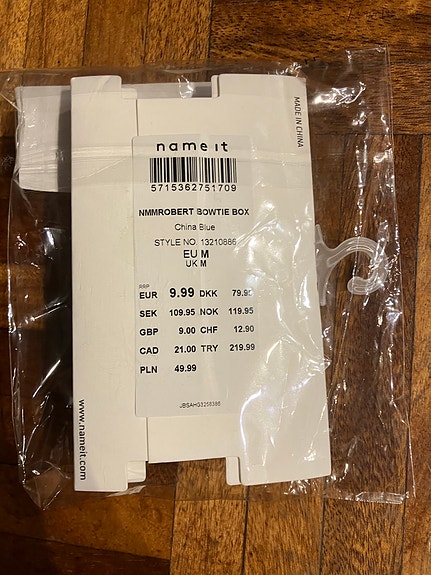 MADE IN CHINA
name it
5715362751709
NMMROBERT BOWTIE BOX
China Blue
STYLE NO. 13210886
EU M
UK M
RRP
EUR 9.99 DKK 79.95
SEK 109.95 NOK 119.95
GBP 9.00 CHF 12.90
CAD 21.00 TRY 219.99
PLN 49.99
JBSAHG3258386
www.nameit.com